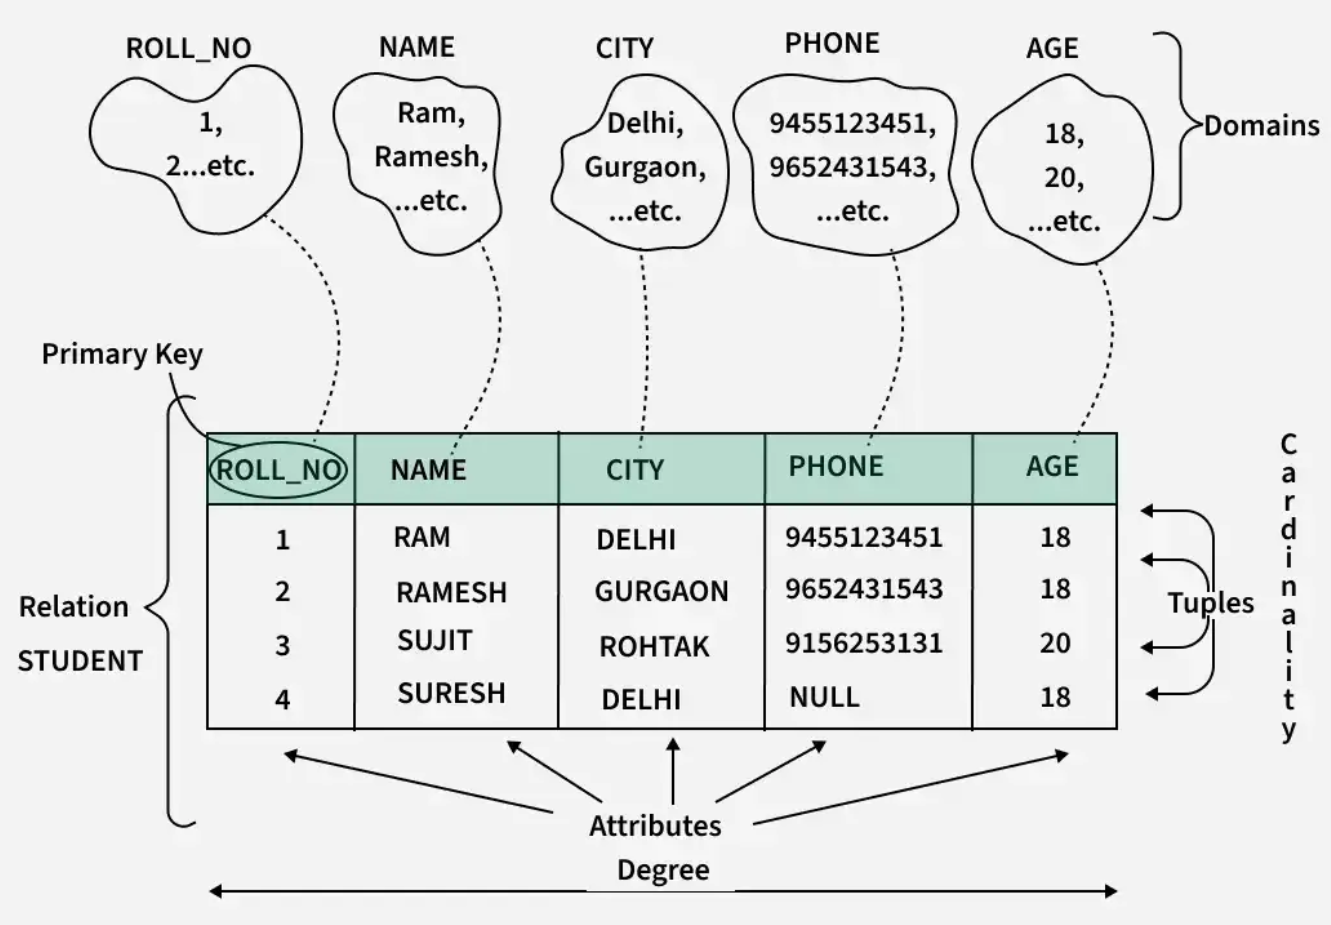 ROLL_NO NAME CITY PHONE AGE
1,
2...etc.
Ram,
Ramesh,
...etc.
Delhi,
Gurgaon,
...etc.
9455123451,
9652431543,
...etc.
18,
20,
...etc.
Domains
Primary Key
Relation
STUDENT
ROLL_NO NAME CITY PHONE AGE
1 RAM DELHI 9455123451 18
2 RAMESH GURGAON 9652431543 18
3 SUJIT ROHTAK 9156253131 20
4 SURESH DELHI NULL 18
Tuples
Cardinality
Attributes
Degree